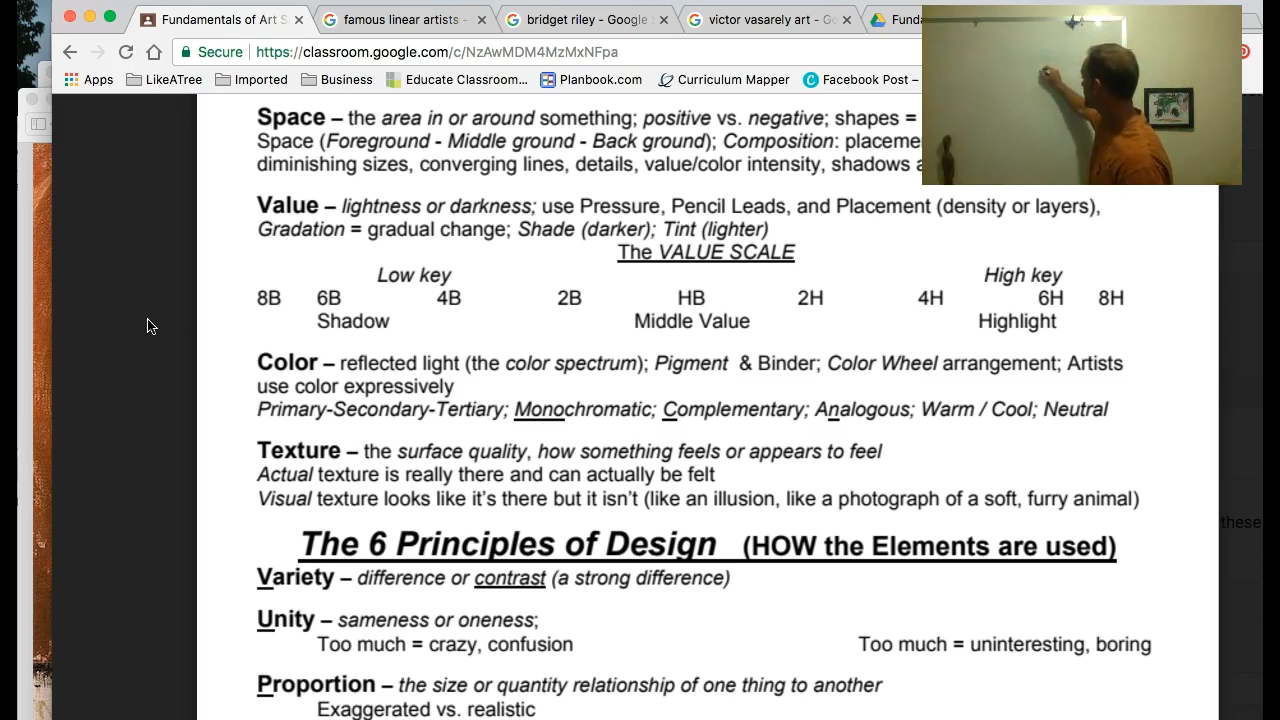 Fundamentals of Art S
famous linear artists -
bridget riley - Google
victor vasarely art - Go
Funda
Secure
https://classroom.google.com/c/NzAwMDM4MzMxNFpa
Apps
LikeATree
Imported
Business
Educate Classroom…
Planbook.com
Curriculum Mapper
Facebook Post –
Space – the area in or around something; positive vs. negative; shapes =
Space (Foreground - Middle ground - Back ground); Composition: placeme
diminishing sizes, converging lines, details, value/color intensity, shadows a
Value – lightness or darkness; use Pressure, Pencil Leads, and Placement (density or layers),
Gradation = gradual change; Shade (darker); Tint (lighter)
The VALUE SCALE
Low key High key
8B 6B 4B 2B HB 2H 4H 6H 8H
Shadow Middle Value Highlight
Color – reflected light (the color spectrum); Pigment & Binder; Color Wheel arrangement; Artists
use color expressively
Primary-Secondary-Tertiary; Monochromatic; Complementary; Analogous; Warm / Cool; Neutral
Texture – the surface quality, how something feels or appears to feel
Actual texture is really there and can actually be felt
Visual texture looks like it's there but it isn't (like an illusion, like a photograph of a soft, furry animal)
these
The 6 Principles of Design (HOW the Elements are used)
Variety – difference or contrast (a strong difference)
Unity – sameness or oneness;
Too much = crazy, confusion Too much = uninteresting, boring
Proportion – the size or quantity relationship of one thing to another
Exaggerated vs. realistic